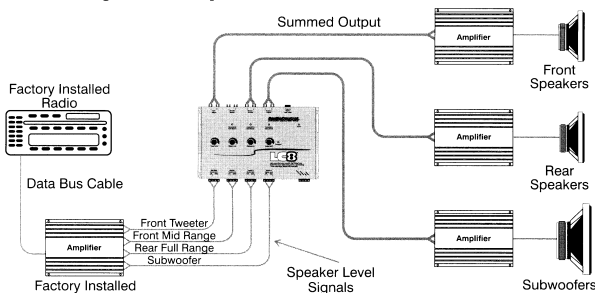 Summed Output
Amplifier
Front
Speakers
Factory Installed
Radio
Amplifier
Rear
Speakers
LC8
Data Bus Cable
Front Tweeter
Front Mid Range
Rear Full Range
Subwoofer
Amplifier
Factory Installed
Speaker Level
Signals
Amplifier
Subwoofers